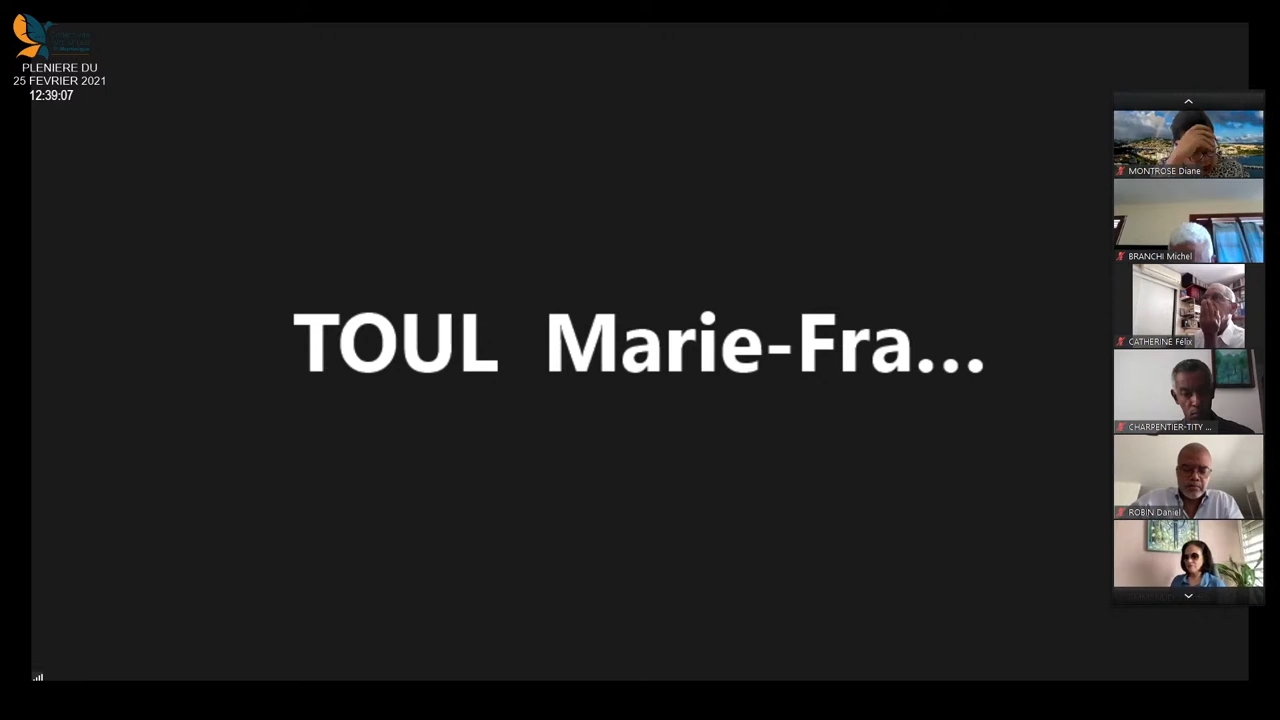 PLENIERE DU
25 FEVRIER 2021
12:39:07
TOUL Marie-Fra...
MONTROSE Diane
BRANCHI Michel
CATHERINE Félix
CHARPENTIER-TITY ...
ROBIN Daniel